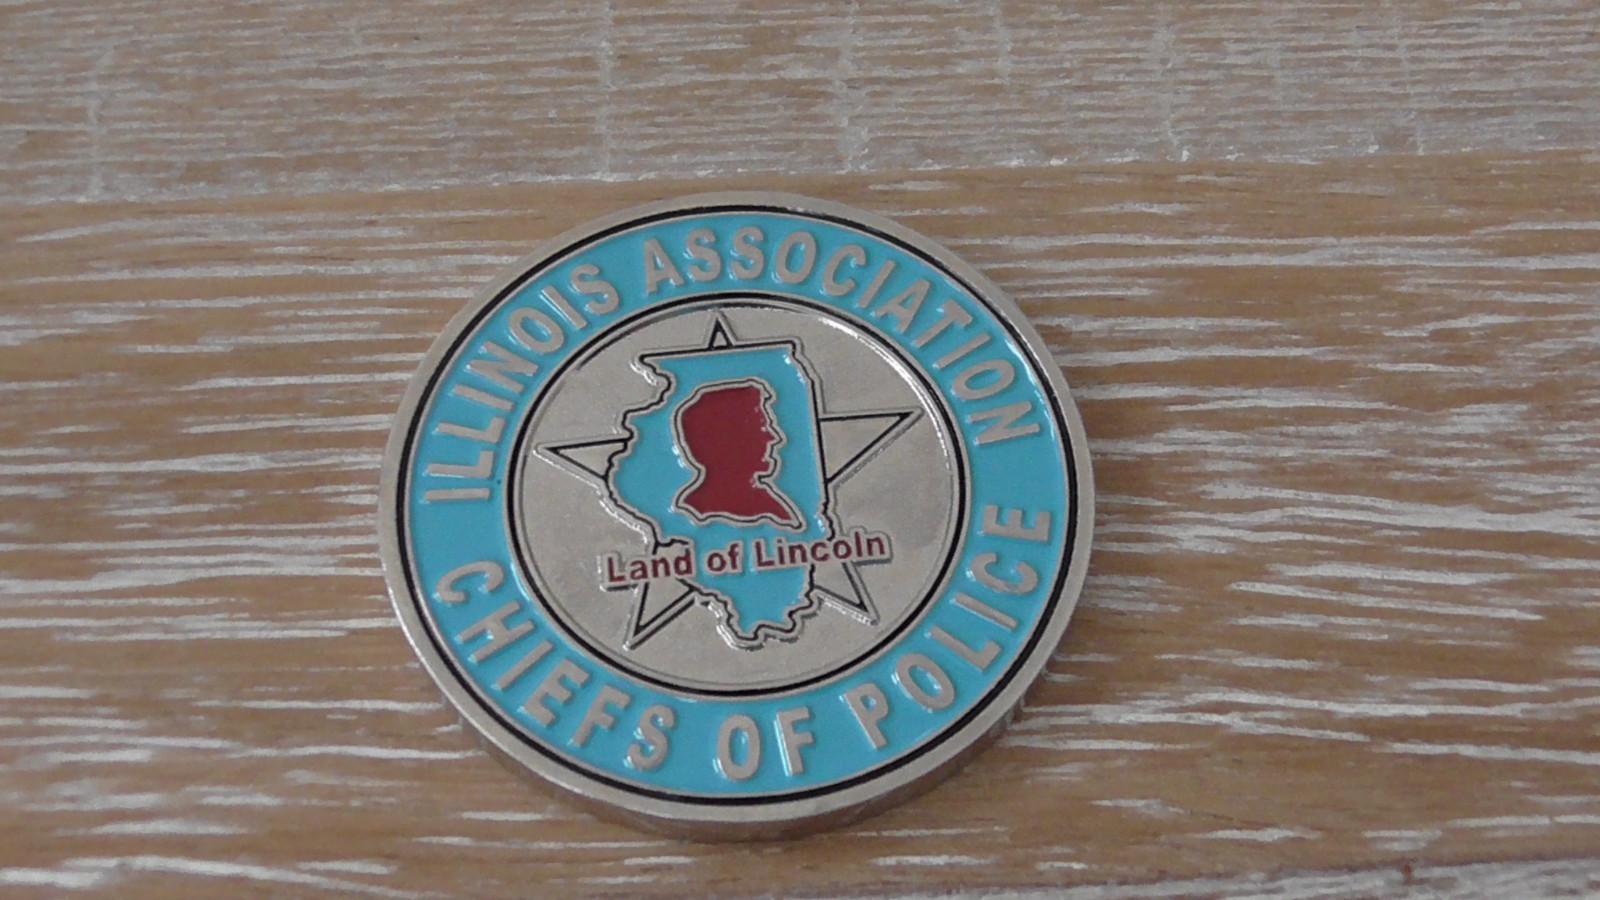 ILLINOIS ASSOCIATION
Land of Lincoln
CHIEFS OF POLICE